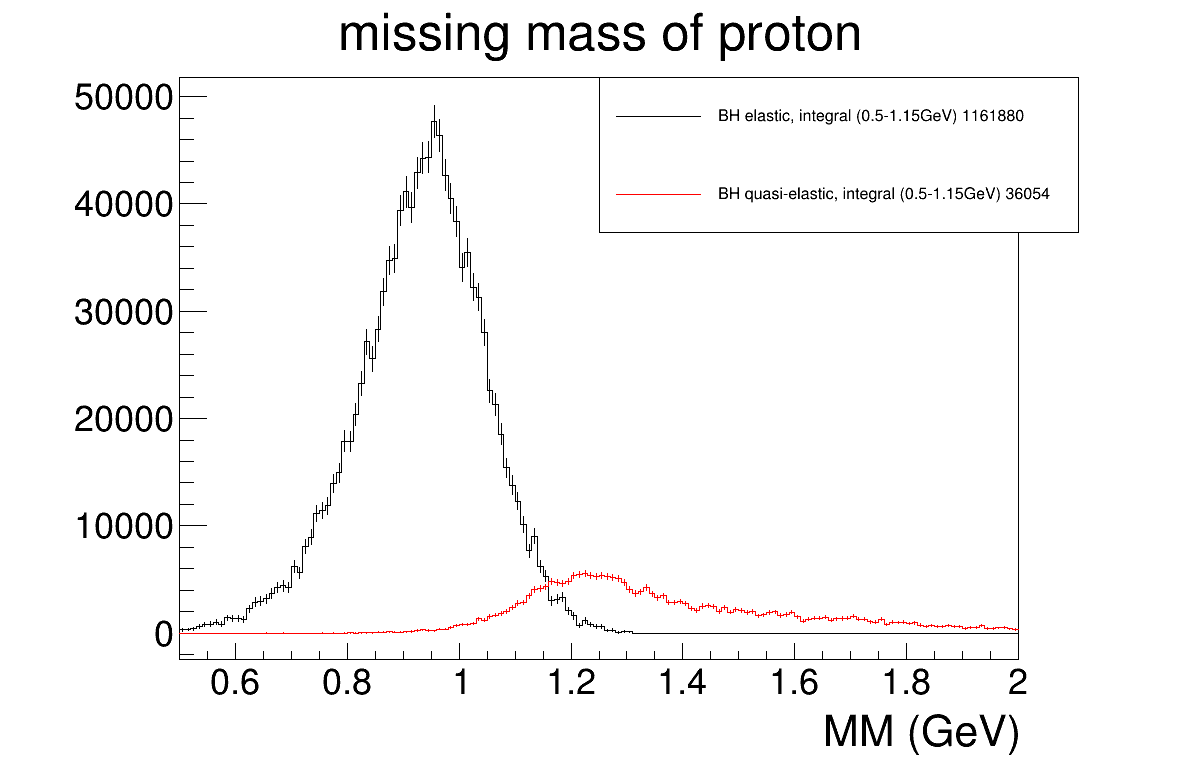 missing mass of proton
50000
40000
30000
20000
10000
0
BH elastic, integral (0.5-1.15GeV) 1161880
BH quasi-elastic, integral (0.5-1.15GeV) 36054
0.6 0.8 1 1.2 1.4 1.6 1.8 2
MM (GeV)